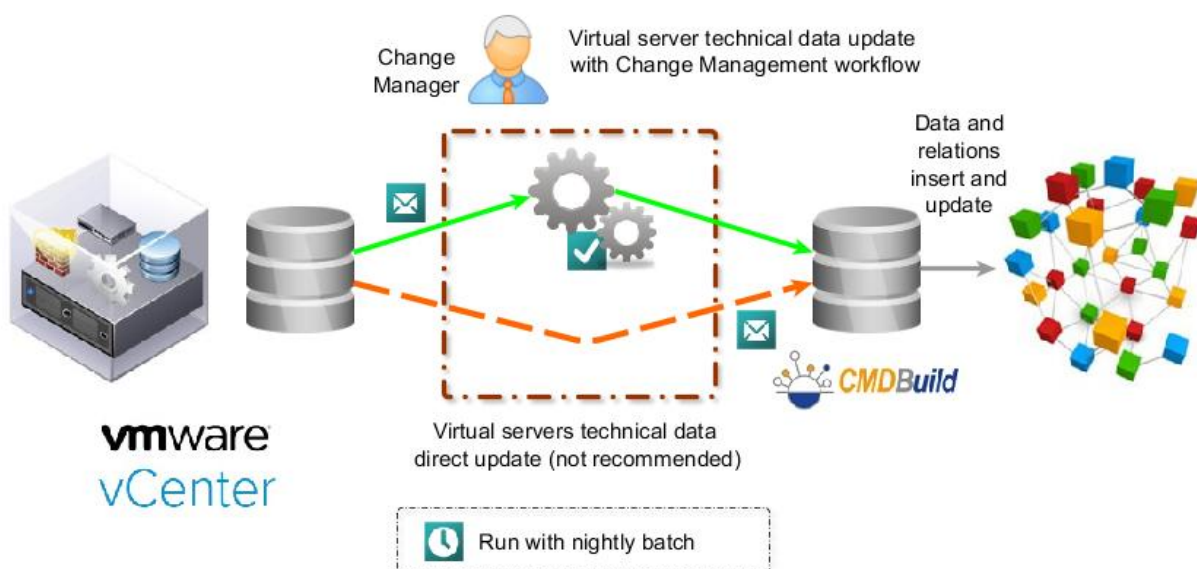 Change
Manager
Virtual server technical data update
with Change Management workflow
Data and
relations
insert and
update
CMDBuild
vmware
vCenter
Virtual servers technical data
direct update (not recommended)
Run with nightly batch